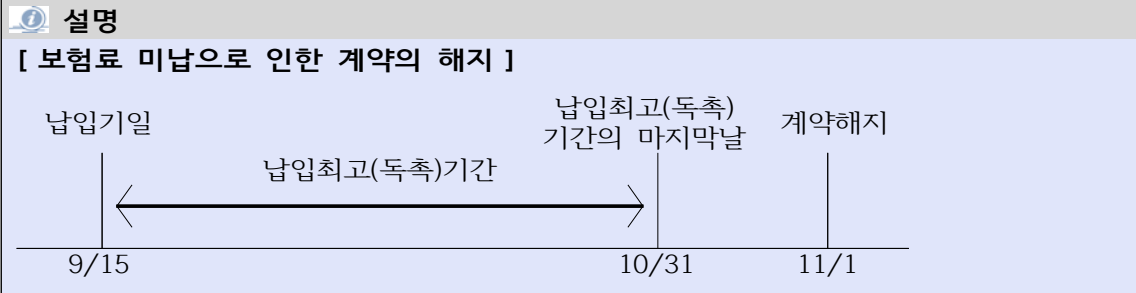 설명
[ 보험료 미납으로 인한 계약의 해지 ]
납입기일
납입최고(독촉)
기간의 마지막날
계약해지
납입최고(독촉)기간
9/15
10/31
11/1